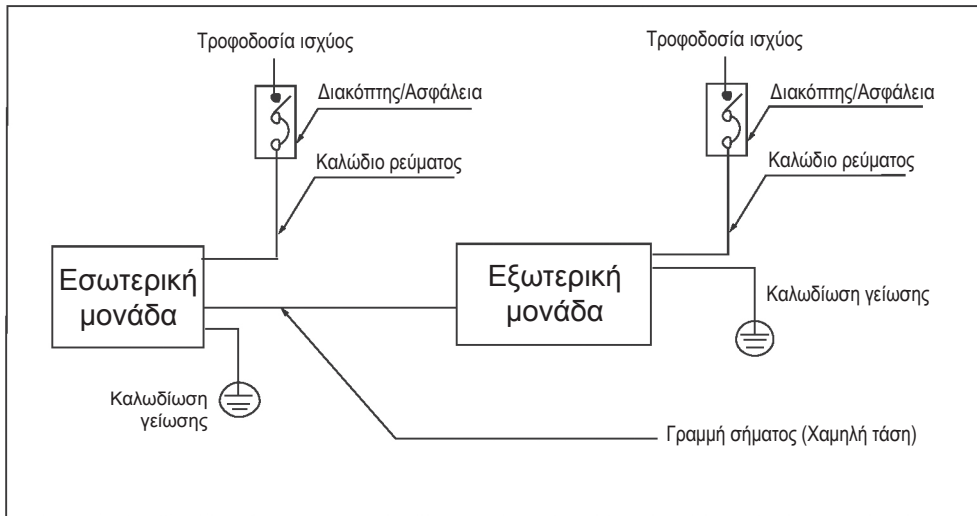 Τροφοδοσία ισχύος
Τροφοδοσία ισχύος
Διακόπτης/Ασφάλεια
Διακόπτης/Ασφάλεια
Καλώδιο ρεύματος
Καλώδιο ρεύματος
Εσωτερική
μονάδα
Εξωτερική
μονάδα
Καλωδίωση γείωσης
Καλωδίωση
γείωσης
Γραμμή σήματος (Χαμηλή τάση)